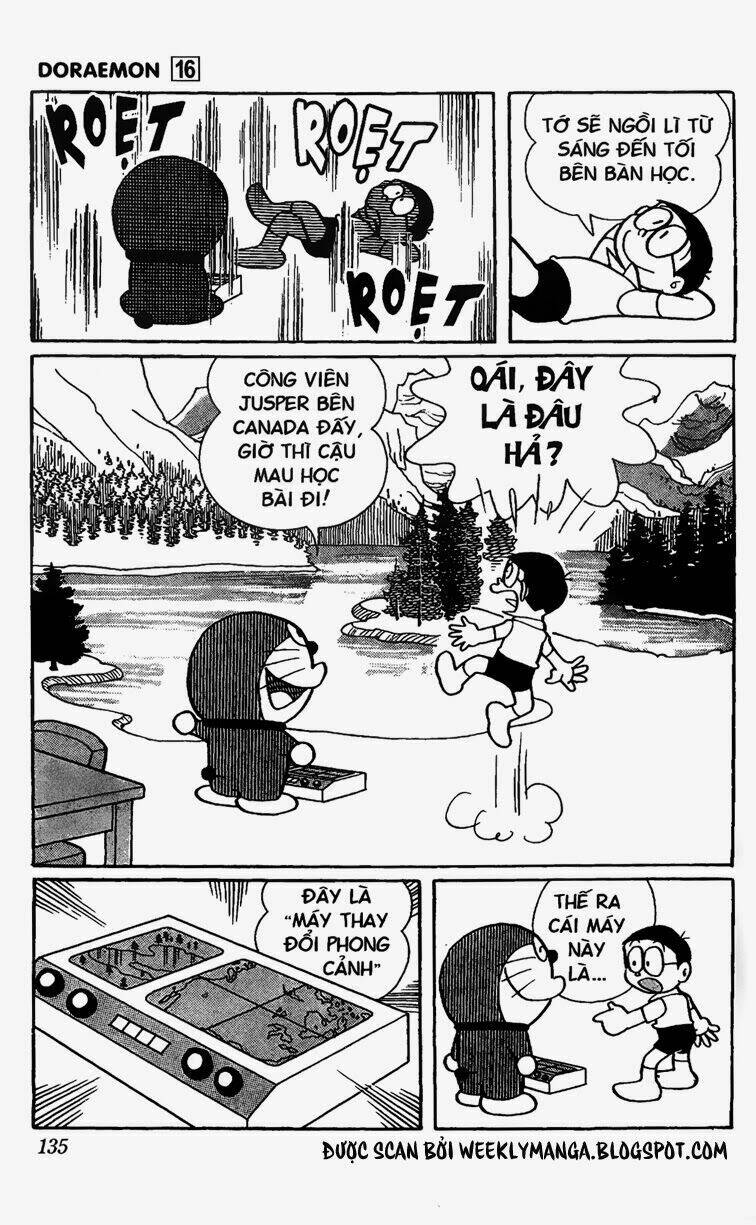 DORAEMON 16
ROẸT
ROẸT
ROẸT
TỚ SẼ NGỒI LÌ TỪ
SÁNG ĐẾN TỐI
BÊN BÀN HỌC.
CÔNG VIÊN
JUSPER BÊN
CANADA ĐẤY,
GIỜ THÌ CẬU
MAU HỌC
BÀI ĐI!
QÁI, ĐÂY
LÀ ĐÂU
HẢ?
ĐÂY LÀ
"MÁY THAY
ĐỔI PHONG
CẢNH"
THẾ RA
CÁI MÁY
NÀY
LÀ...
135
ĐƯỢC SCAN BỞI WEEKLYMANGA.BLOGSPOT.COM